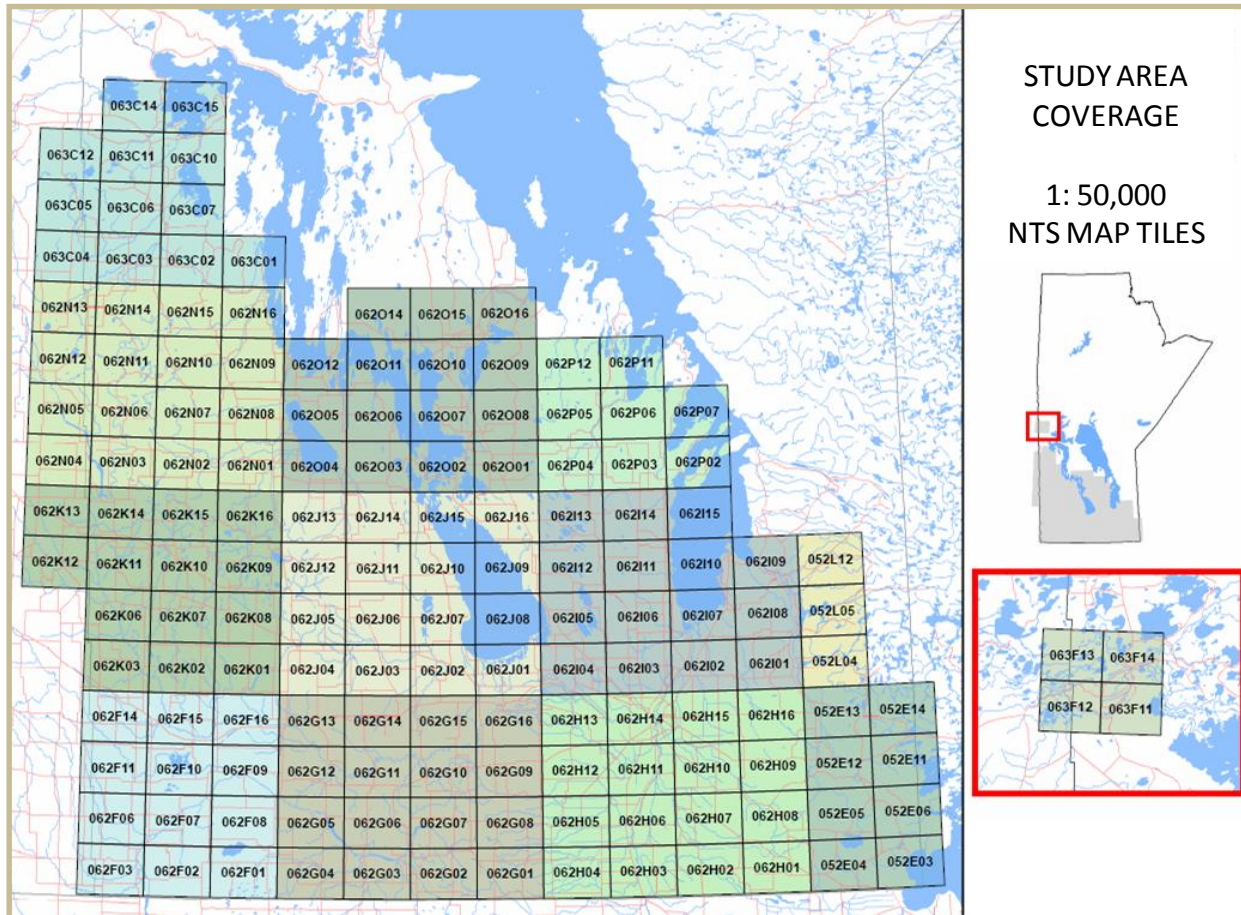 063C14 063C15
063C12 063C11 063C10
063C05 063C06 063C07
063C04 063C03 063C02 063C01
062N13 062N14 062N15 062N16 062O14 062O15 062O16
062N12 062N11 062N10 062N09 062O12 062O11 062O10 062O09 062P12 062P11
062N05 062N06 062N07 062N08 062O05 062O06 062O07 062O08 062P05 062P06 062P07
062N04 062N03 062N02 062N01 062O04 062O03 062O02 062O01 062P04 062P03 062P02
062K13 062K14 062K15 062K16 062J13 062J14 062J15 062J16 062I13 062I14 062I15
062K12 062K11 062K10 062K09 062J12 062J11 062J10 062J09 062I12 062I11 062I10 062I09 052L12
062K06 062K07 062K08 062J05 062J06 062J07 062J08 062I05 062I06 062I07 062I08 052L05
062K03 062K02 062K01 062J04 062J03 062J02 062J01 062I04 062I03 062I02 062I01 052L04
062F14 062F15 062F16 062G13 062G14 062G15 062G16 062H13 062H14 062H15 062H16 052E13 052E14
062F11 062F10 062F09 062G12 062G11 062G10 062G09 062H12 062H11 062H10 062H09 052E12 052E11
062F06 062F07 062F08 062G05 062G06 062G07 062G08 062H05 062H06 062H07 062H08 052E05 052E06
062F03 062F02 062F01 062G04 062G03 062G02 062G01 062H04 062H03 062H02 062H01 052E04 052E03
STUDY AREA
COVERAGE
1: 50,000
NTS MAP TILES
063F13 063F14
063F12 063F11